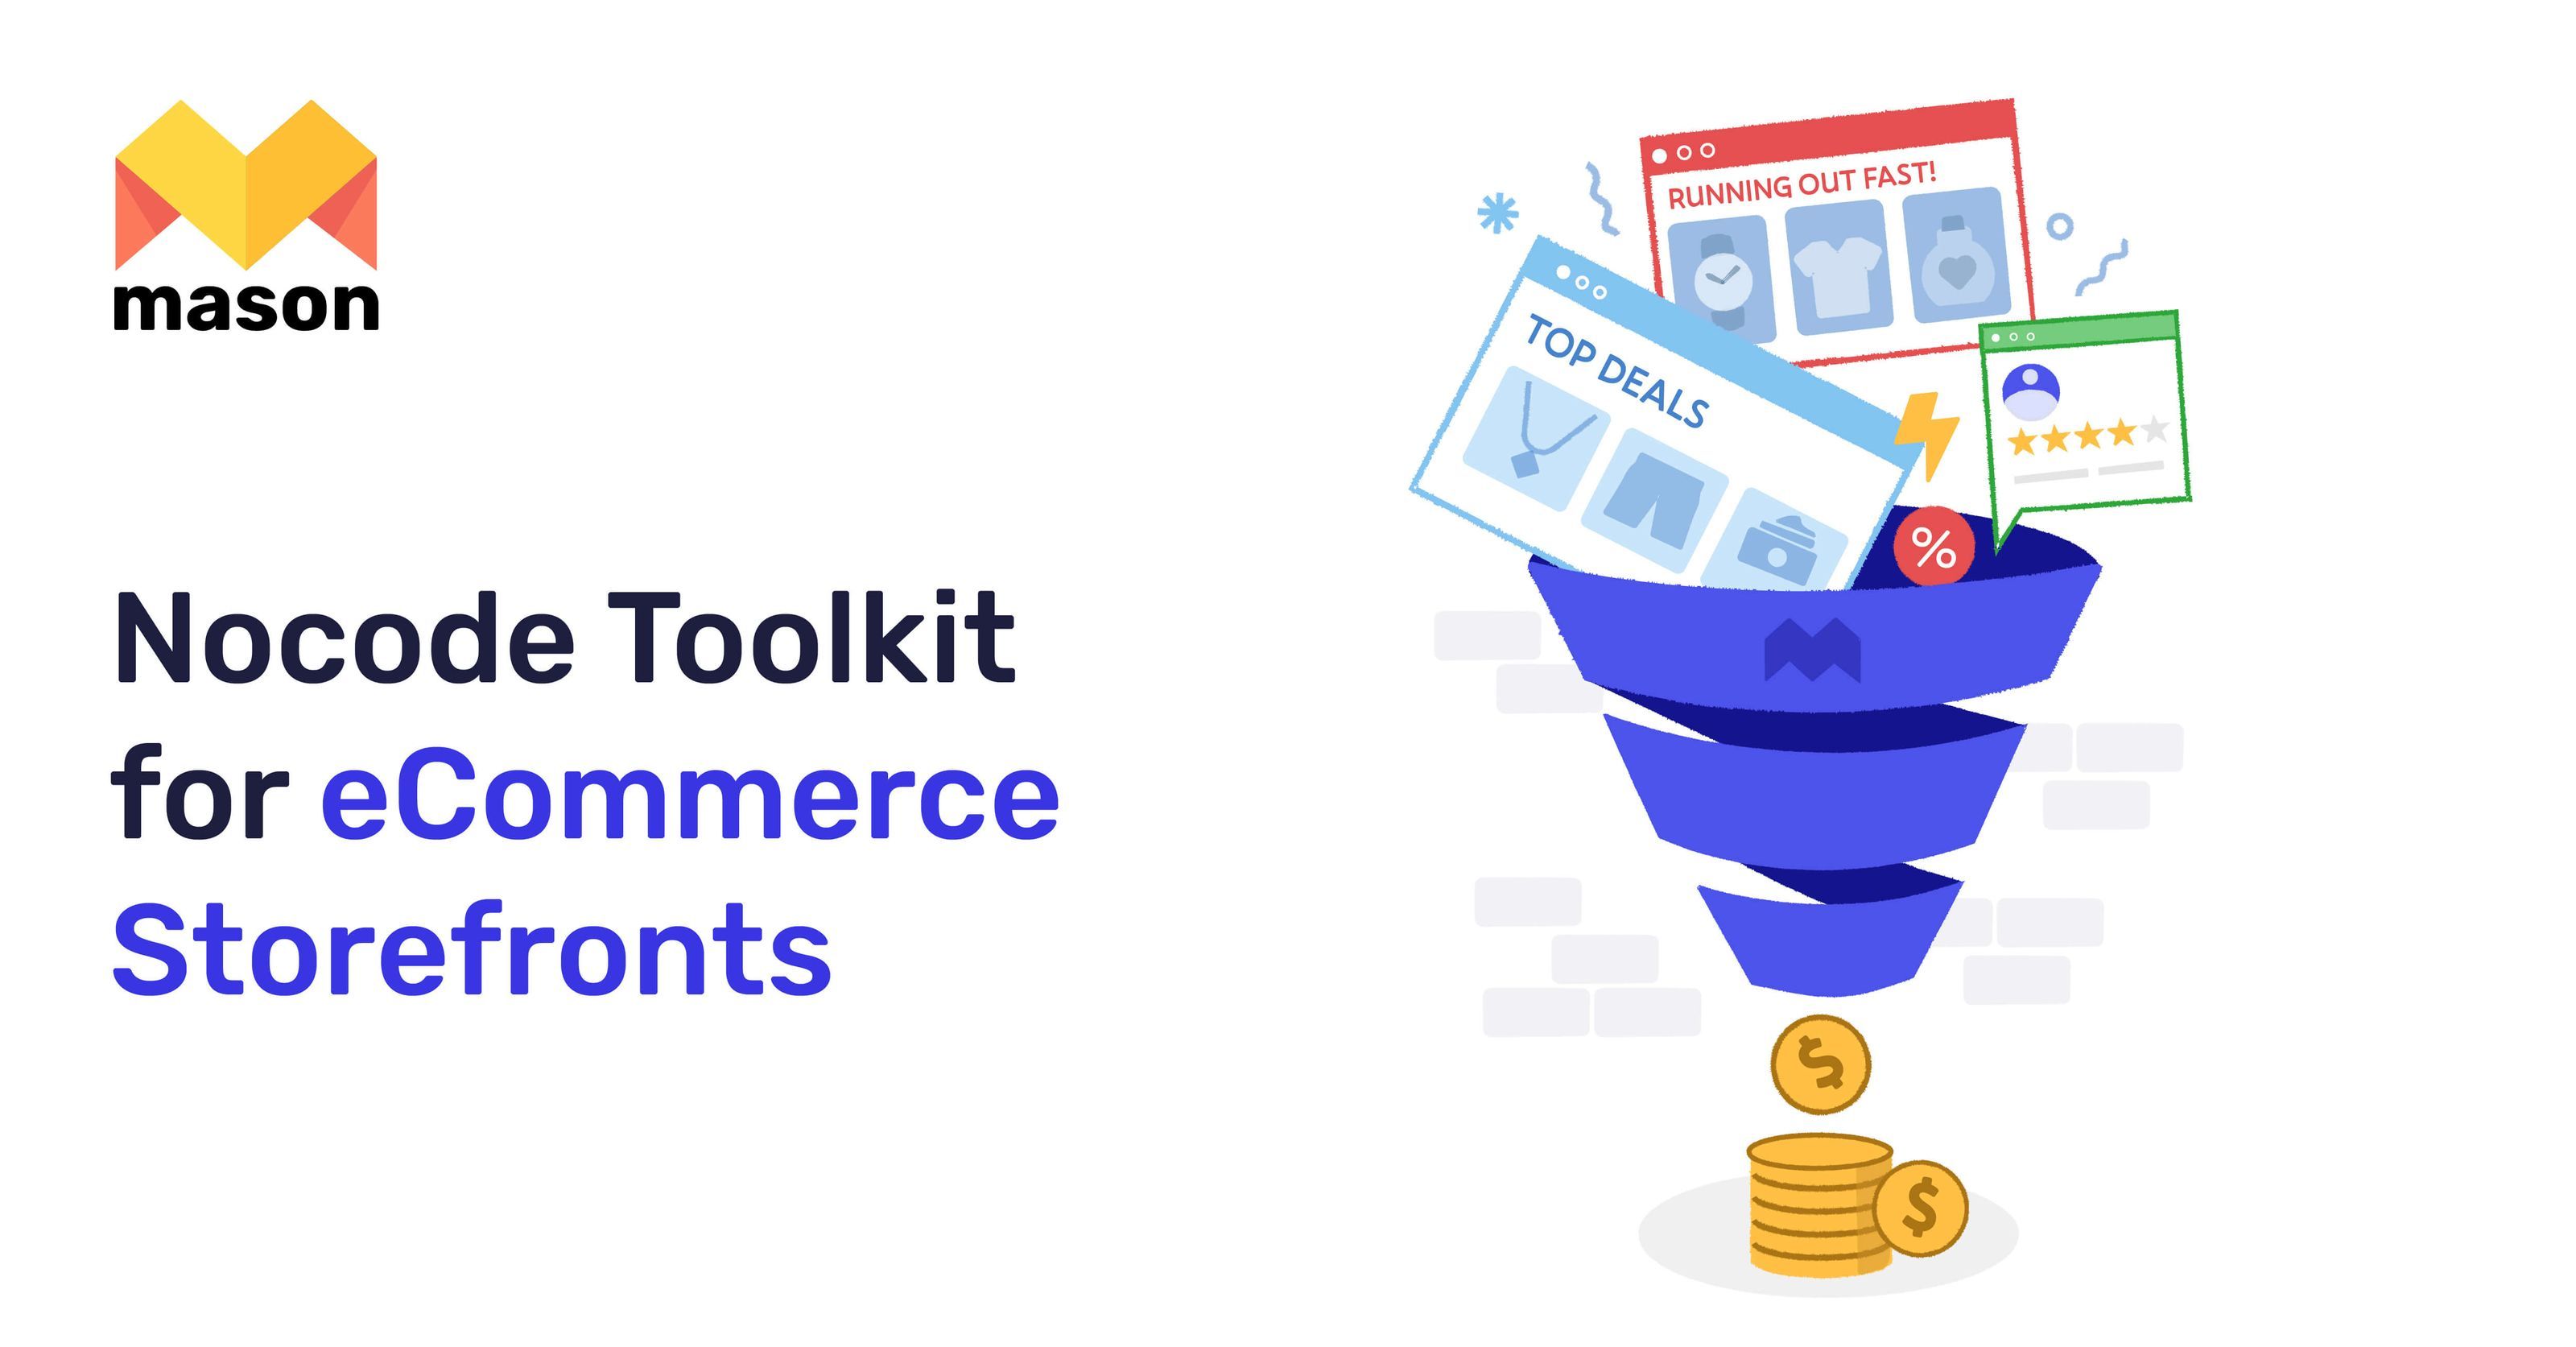 mason
Nocode Toolkit
for eCommerce
Storefronts
RUNNING OUT FAST!
TOP DEALS
%
$
$